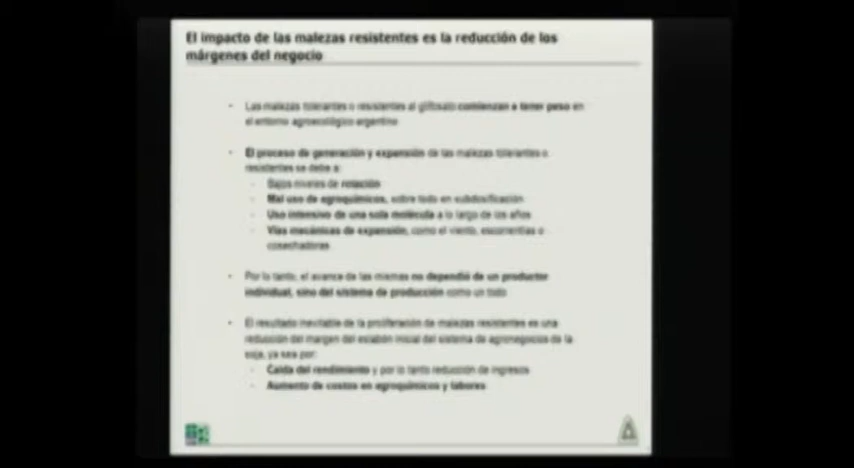 El impacto de las malezas resistentes es la reducción de los
márgenes del negocio
Las malezas tolerantes o resistentes al glifosato comienzan a tener peso en
el entorno agroecológico argentino
El proceso de generación y expansión de las malezas tolerantes o
resistentes se debe a:
Bajos niveles de rotación
Mal uso de agroquímicos, sobre todo en subdosificación
Uso intensivo de una sola molécula a lo largo de los años
Vías mecánicas de expansión, como el viento, escorrentías o
cosechadoras
Por lo tanto, el avance de las mismas no dependió de un productor
individual, sino del sistema de producción como un todo
El resultado inevitable de la proliferación de malezas resistentes es una
reducción del margen del eslabón inicial del sistema de agronegocios de la
soja, ya sea por:
Caída del rendimiento y por lo tanto reducción de ingresos
Aumento de costos en agroquímicos y labores